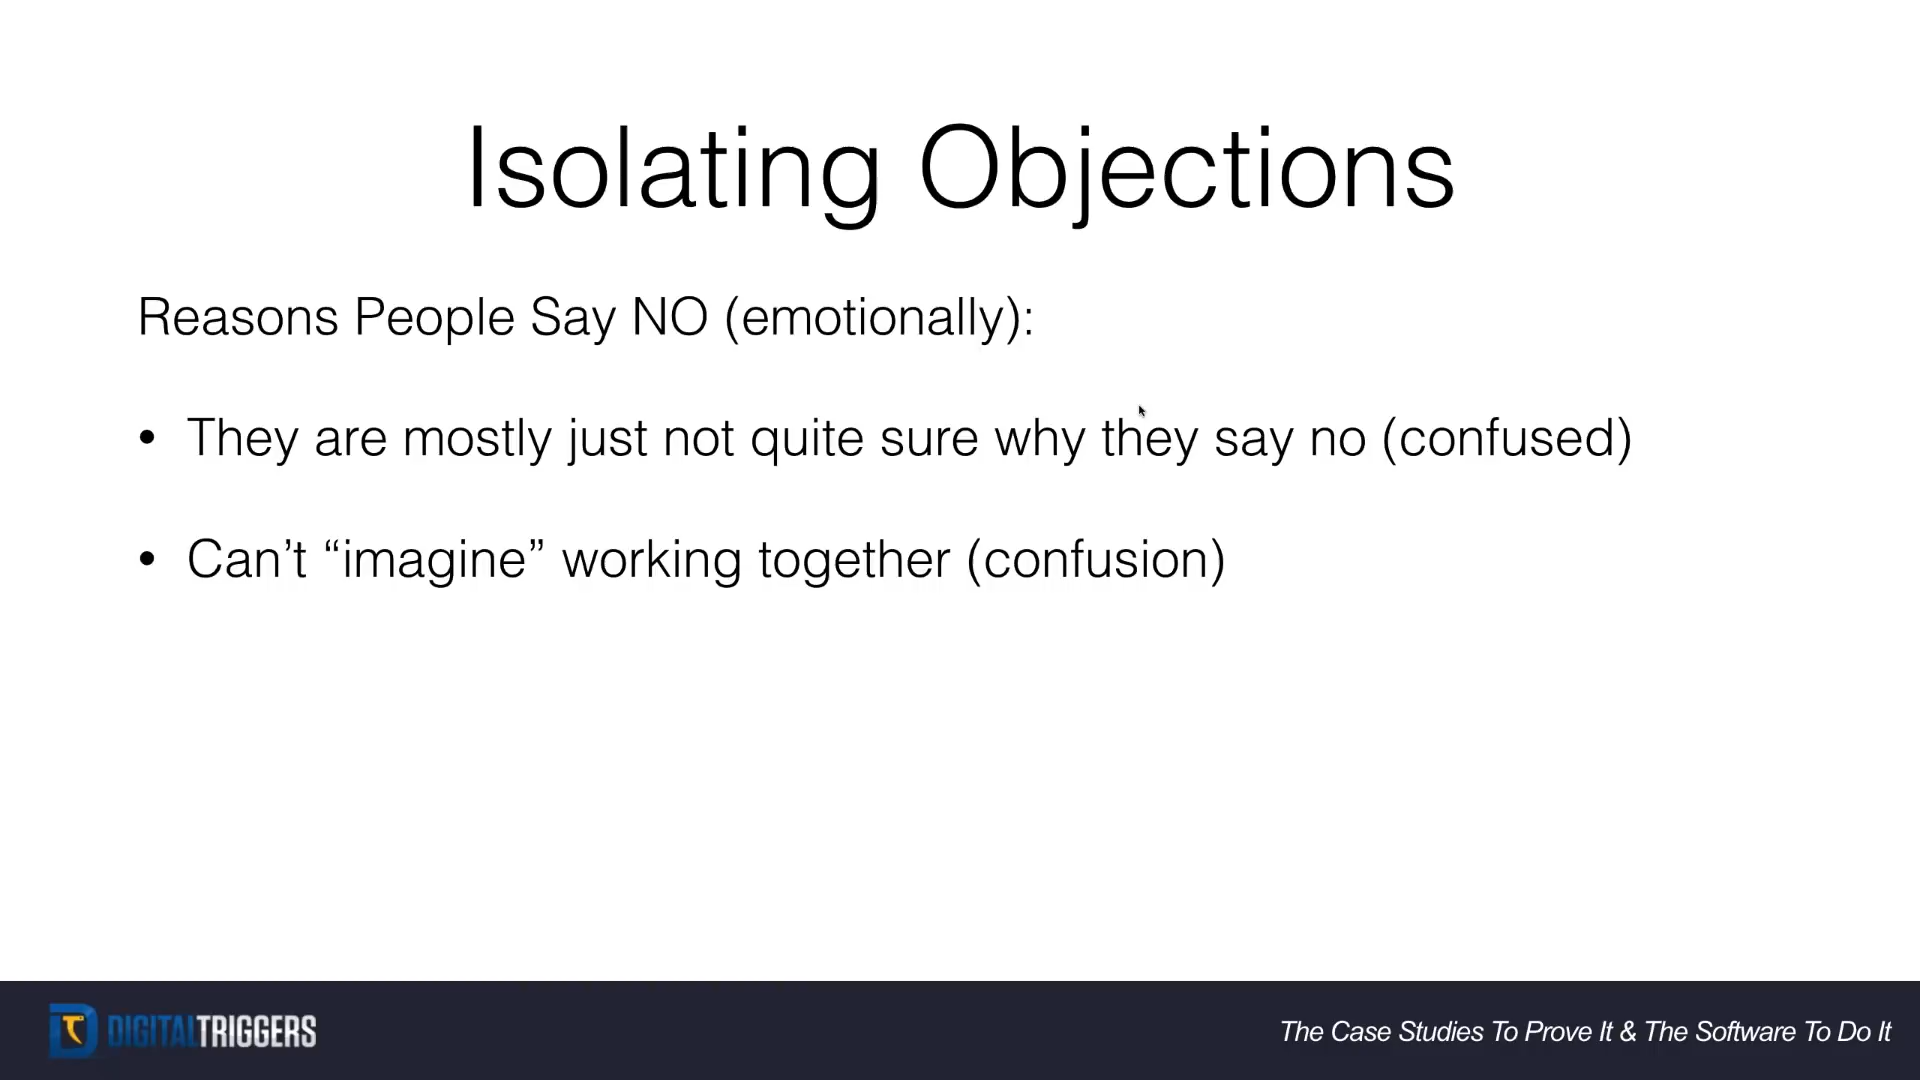 Isolating Objections
Reasons People Say NO (emotionally):
• They are mostly just not quite sure why they say no (confused)
• Can’t “imagine” working together (confusion)
DIGITALTRIGGERS
The Case Studies To Prove It & The Software To Do It